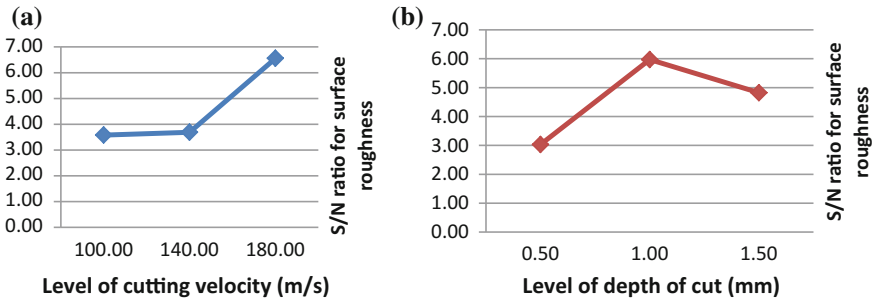 (a)
7.00
6.00
5.00
4.00
3.00
2.00
1.00
0.00
100.00 140.00 180.00
Level of cutting velocity (m/s)
S/N ratio for surface
roughness
(b)
7.00
6.00
5.00
4.00
3.00
2.00
1.00
0.00
0.50 1.00 1.50
Level of depth of cut (mm)
S/N ratio for surface
roughness